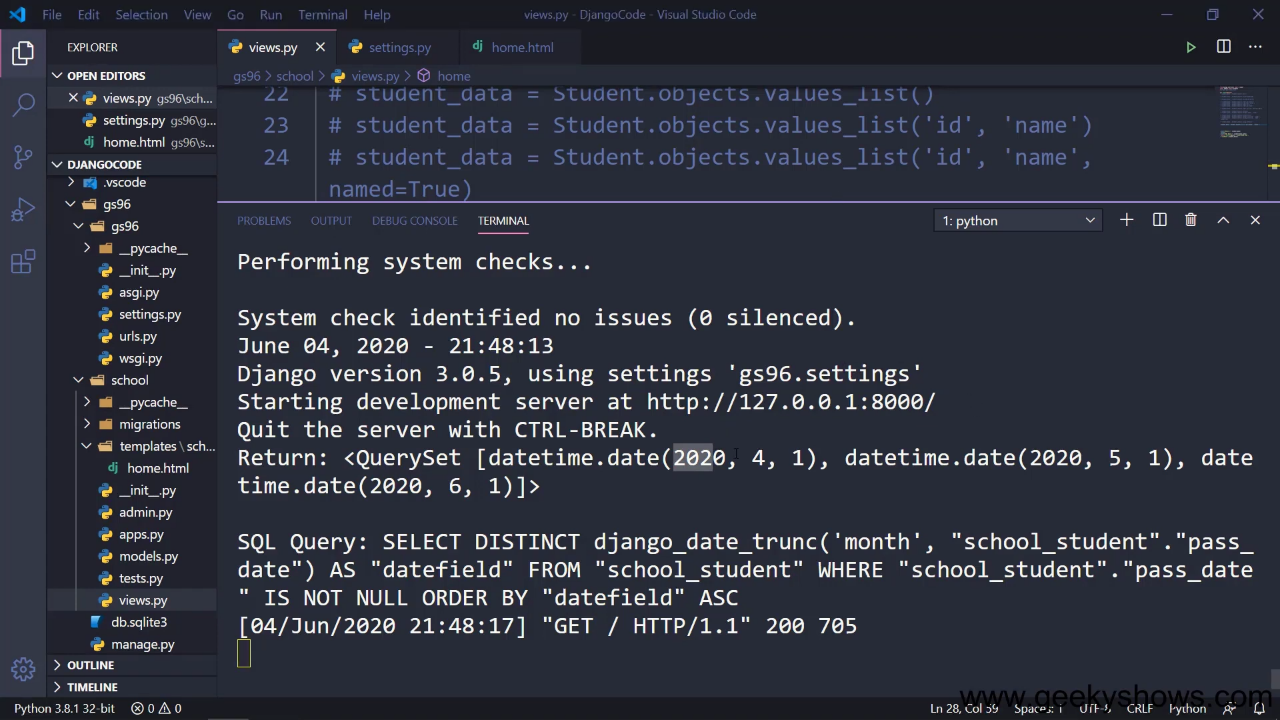 File Edit Selection View Go Run Terminal Help views.py - DjangoCode - Visual Studio Code
EXPLORER
views.py settings.py home.html
OPEN EDITORS
gs96 school views.py home
views.py gs96\sch...
settings.py gs96\g...
home.html gs96\s...
DJANGOCODE
.vscode
gs96
gs96
__pycache__
__init__.py
asgi.py
settings.py
urls.py
wsgi.py
school
__pycache__
migrations
templates \ sch...
home.html
__init__.py
admin.py
apps.py
models.py
tests.py
views.py
db.sqlite3
manage.py
OUTLINE
TIMELINE
22 # student_data = Student.objects.values_list()
23 # student_data = Student.objects.values_list('id', 'name')
24 # student_data = Student.objects.values_list('id', 'name',
named=True)
PROBLEMS OUTPUT DEBUG CONSOLE TERMINAL 1: python
Performing system checks...
System check identified no issues (0 silenced).
June 04, 2020 - 21:48:13
Django version 3.0.5, using settings 'gs96.settings'
Starting development server at http://127.0.0.1:8000/
Quit the server with CTRL-BREAK.
Return: <QuerySet [datetime.date(2020, 4, 1), datetime.date(2020, 5, 1), date
time.date(2020, 6, 1)]>
SQL Query: SELECT DISTINCT django_date_trunc('month', "school_student"."pass_
date") AS "datefield" FROM "school_student" WHERE "school_student"."pass_date
" IS NOT NULL ORDER BY "datefield" ASC
[04/Jun/2020 21:48:17] "GET / HTTP/1.1" 200 705
www.geekyshows.com
Python 3.8.1 32-bit 0 0 Ln 28, Col 59 Spaces: 1 UTF-8 CRLF Python